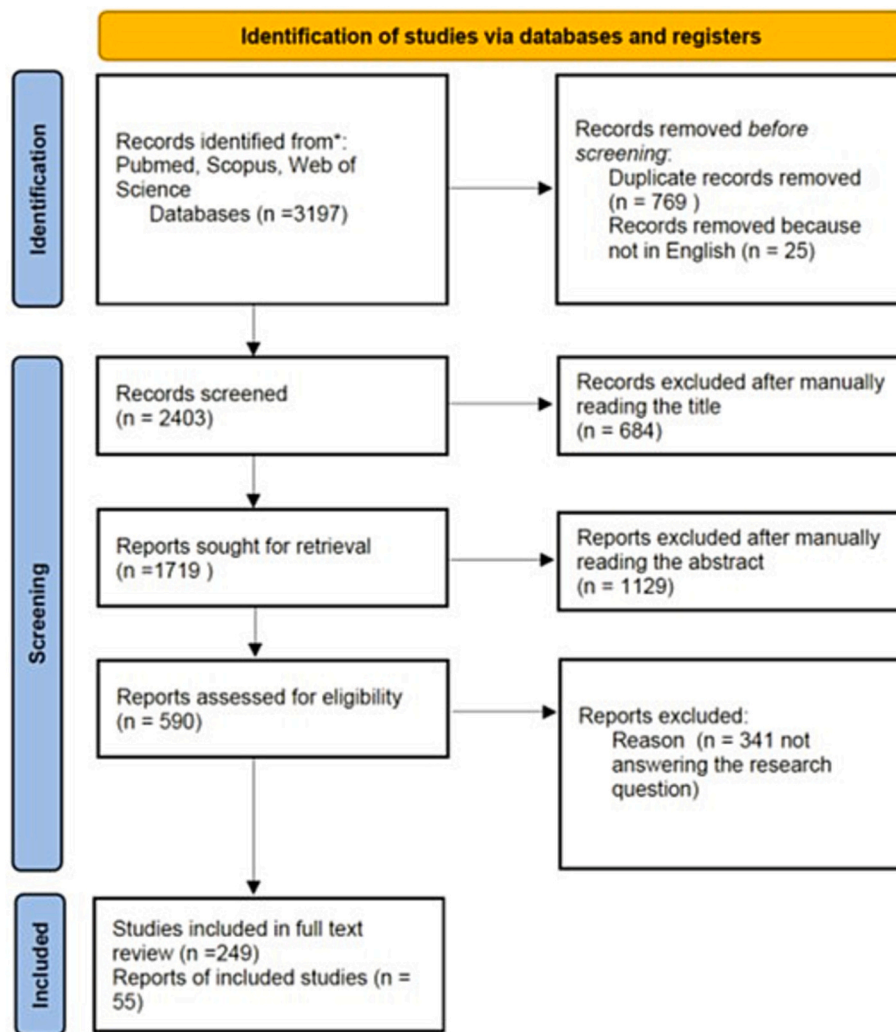 Identification of studies via databases and registers
Identification
Records identified from*:
Pubmed, Scopus, Web of
Science
Databases (n =3197)
Records removed before
screening:
Duplicate records removed
(n = 769 )
Records removed because
not in English (n = 25)
Screening
Records screened
(n = 2403)
Records excluded after manually
reading the title
(n = 684)
Reports sought for retrieval
(n =1719 )
Reports excluded after manually
reading the abstract
(n = 1129)
Reports assessed for eligibility
(n = 590)
Reports excluded:
Reason (n = 341 not
answering the research
question)
Included
Studies included in full text
review (n =249)
Reports of included studies (n =
55)